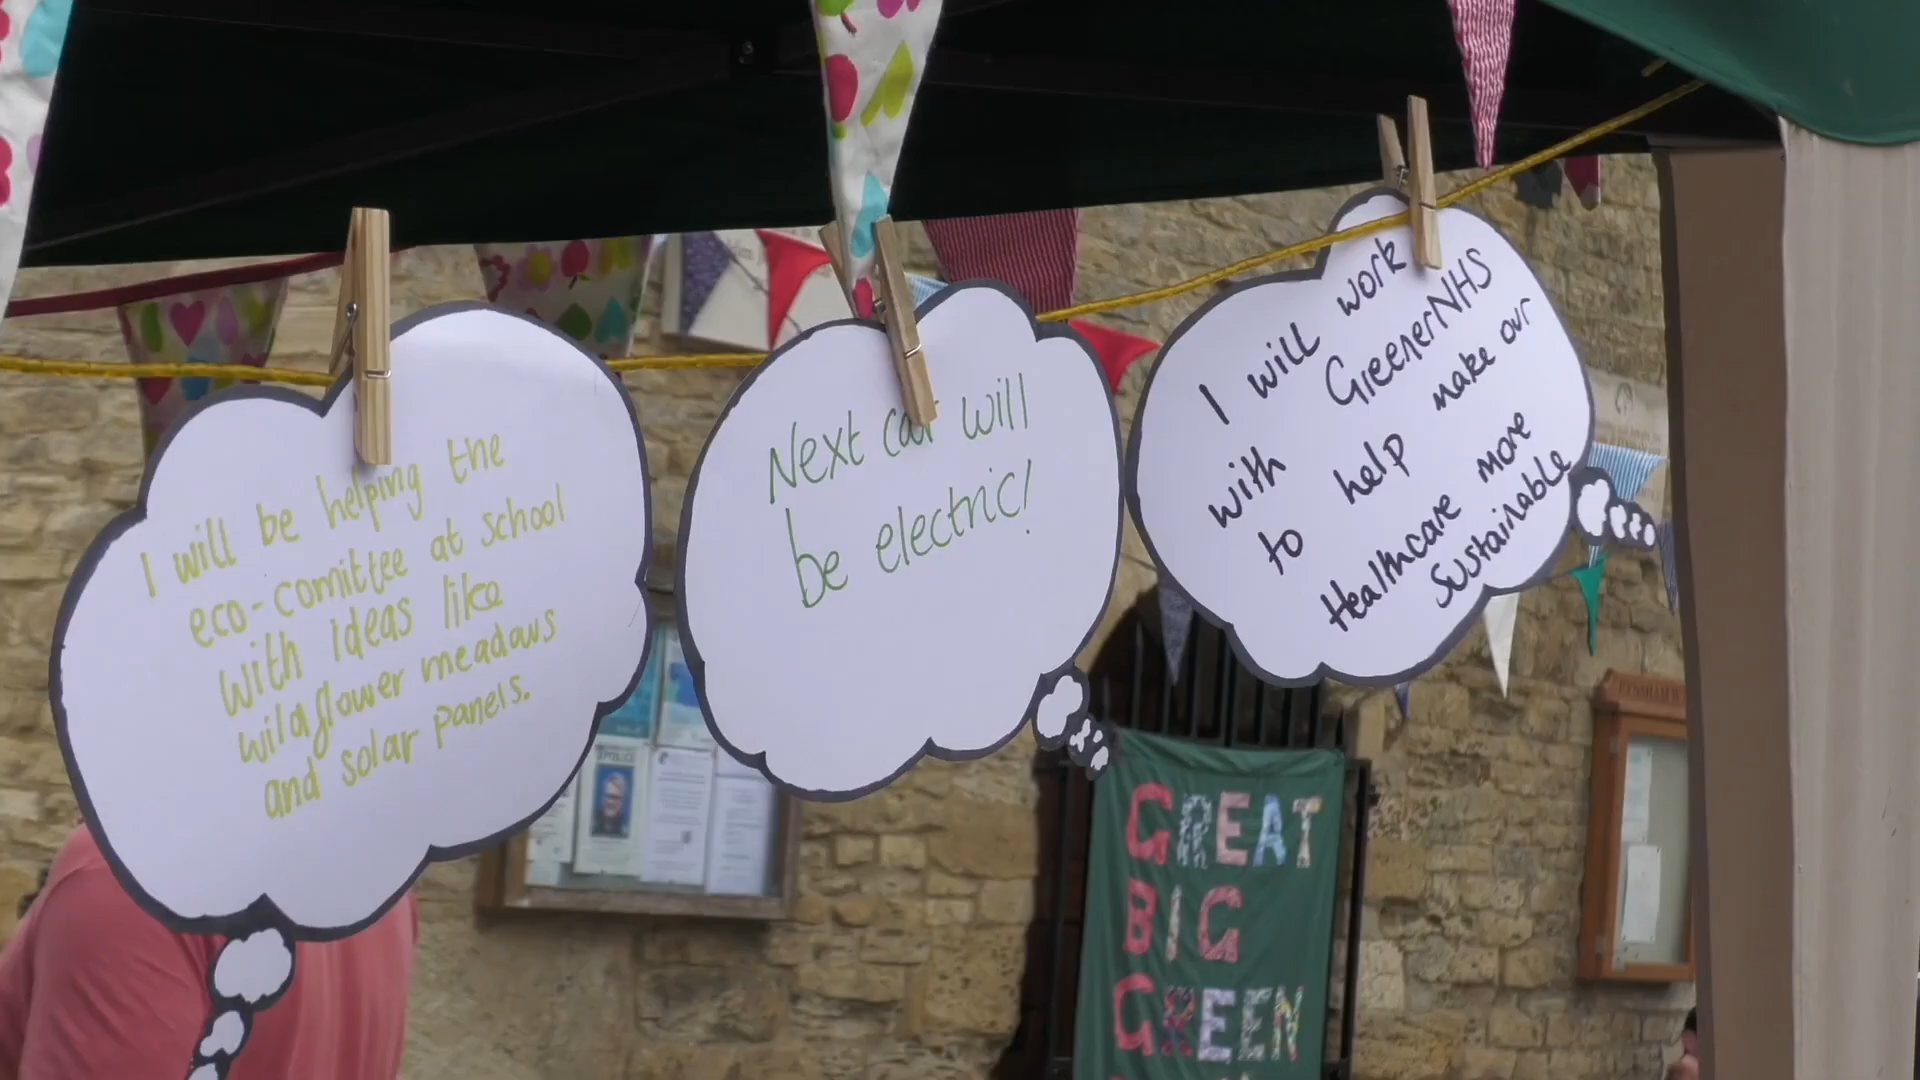 I will be helping the
eco-comittee at school
with ideas like
wildflower meadows
and solar panels.
Next car will
be electric!
I will work
with GreenerNHS
to help make our
Healthcare more
Sustainable
GREAT
BIG
GREEN